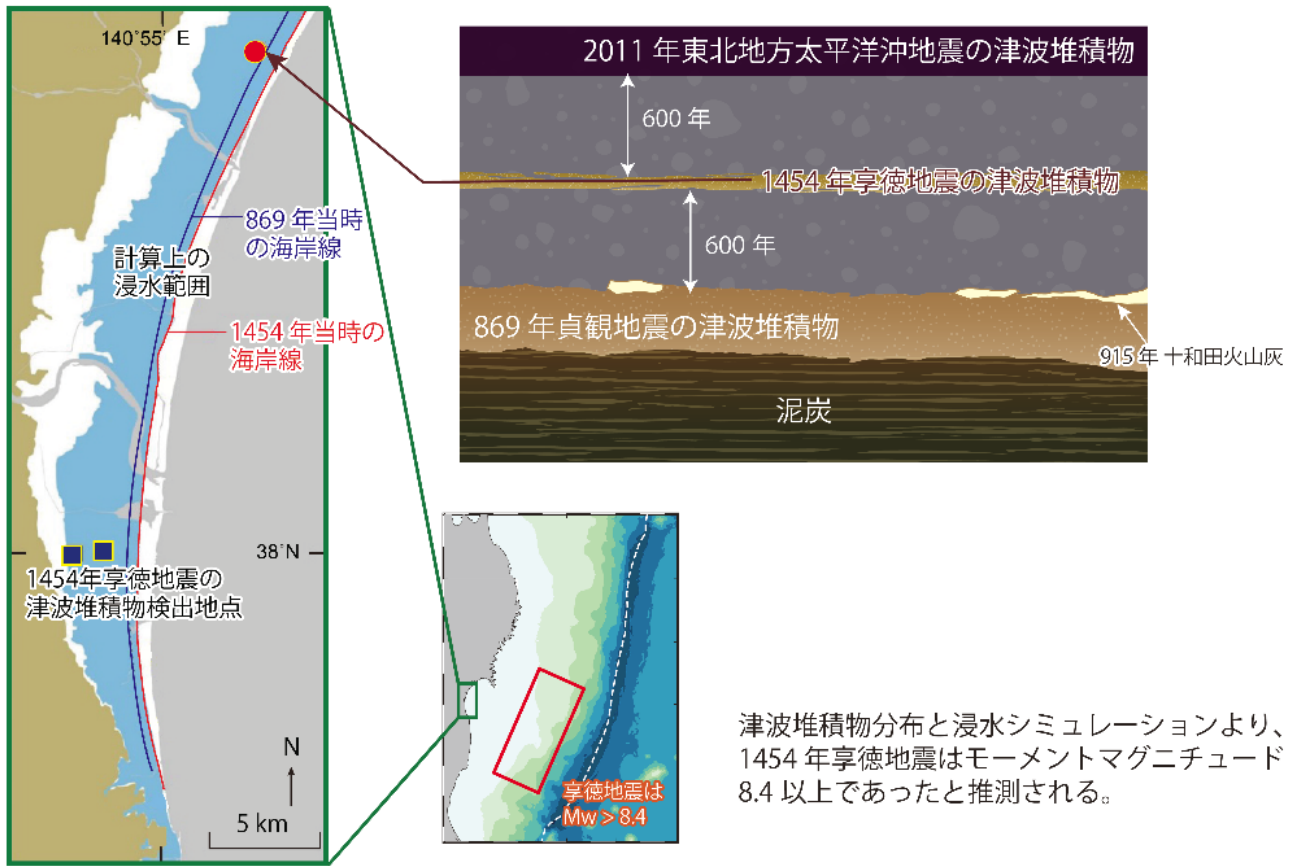 140˚55' E
869 年当時
の海岸線
計算上の
浸水範囲
1454 年当時の
海岸線
38˚N
1454年享徳地震の
津波堆積物検出地点
N
5 km
2011 年東北地方太平洋沖地震の津波堆積物
600 年
1454 年享徳地震の津波堆積物
600 年
869 年貞観地震の津波堆積物
915年 十和田火山灰
泥炭
享徳地震は
Mw > 8.4
津波堆積物分布と浸水シミュレーションより、
1454 年享徳地震はモーメントマグニチュード
8.4 以上であったと推測される。